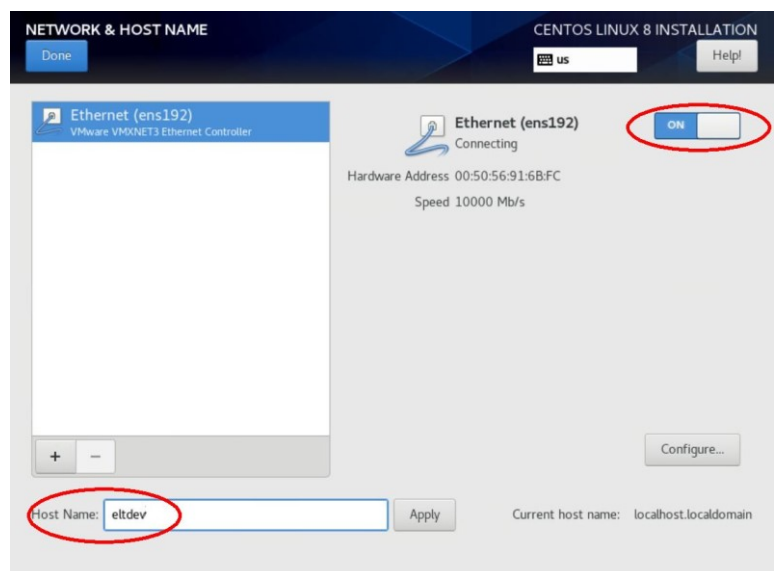 NETWORK & HOST NAME
CENTOS LINUX 8 INSTALLATION
Done
us
Help!
Ethernet (ens192)
VMware VMXNET3 Ethernet Controller
Ethernet (ens192)
Connecting
ON
Hardware Address 00:50:56:91:6B:FC
Speed 10000 Mb/s
+ −
Configure...
Host Name: eltdev
Apply
Current host name: localhost.localdomain